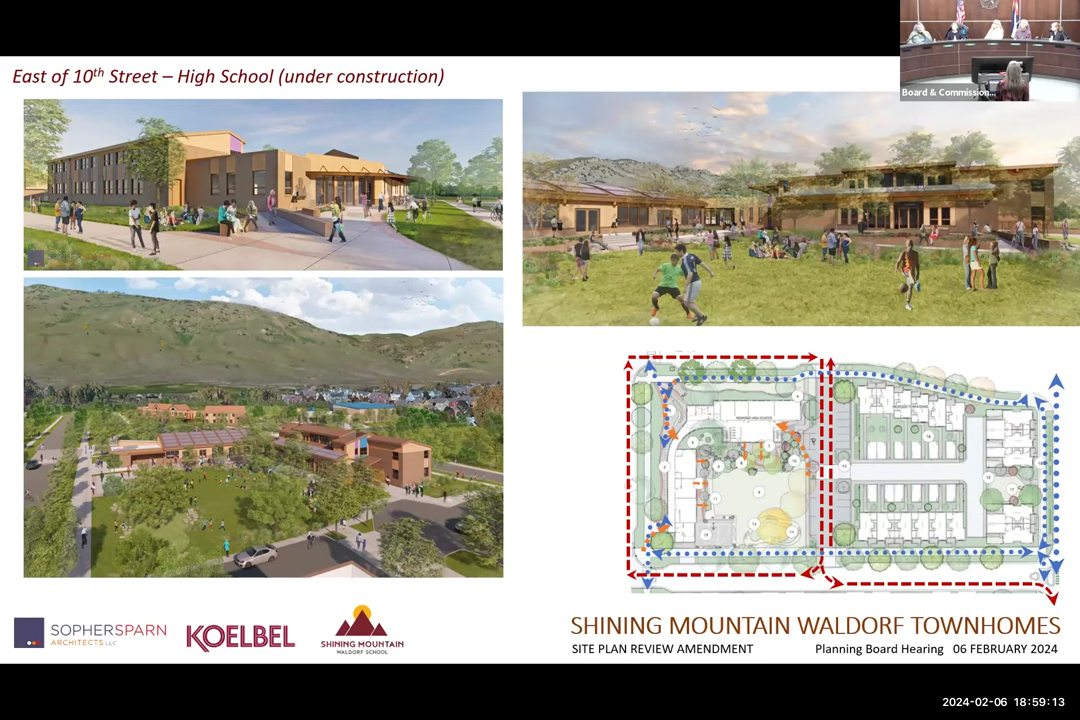 Board & Commission...
East of 10th Street – High School (under construction)
SOPHERSPARN
ARCHITECTS LLC
KOELBEL
SHINING MOUNTAIN
WALDORF SCHOOL
SHINING MOUNTAIN WALDORF TOWNHOMES
SITE PLAN REVIEW AMENDMENT
Planning Board Hearing 06 FEBRUARY 2024
2024-02-06 18:59:13